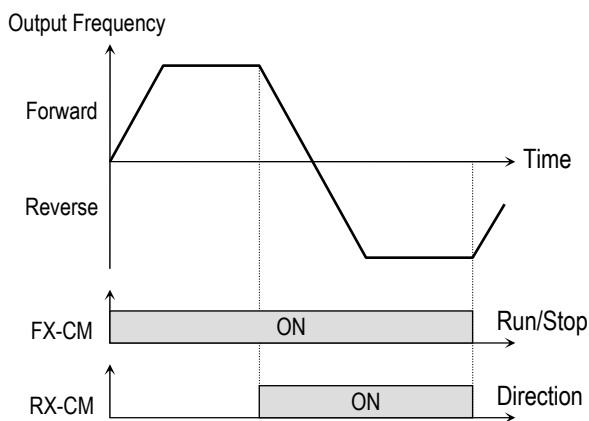 Output Frequency
Forward
Time
Reverse
FX-CM
ON
Run/Stop
RX-CM
ON
Direction